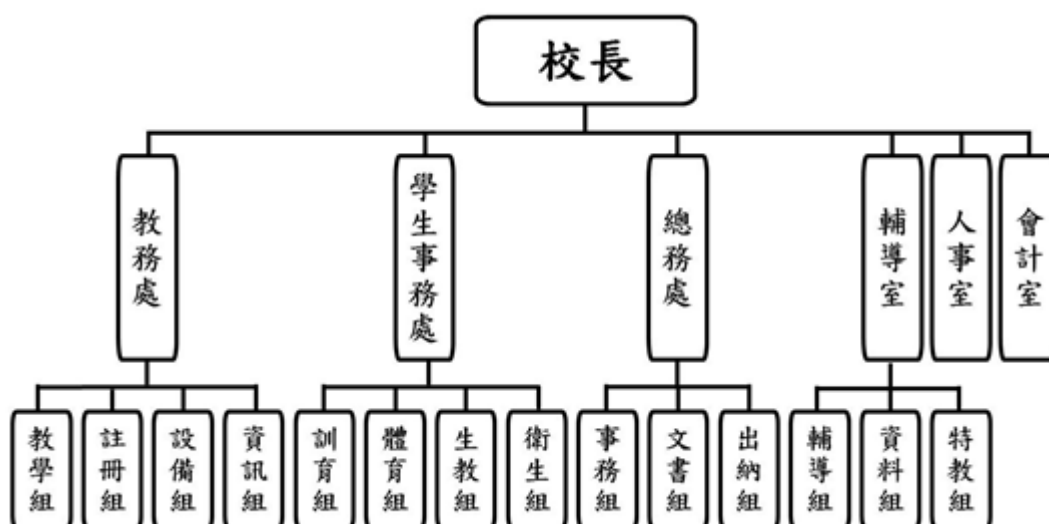 校長
教務處
學生事務處
總務處
輔導室
人事室
會計室
教學組
註冊組
設備組
資訊組
訓育組
體育組
生教組
衛生組
事務組
文書組
出納組
輔導組
資料組
特教組